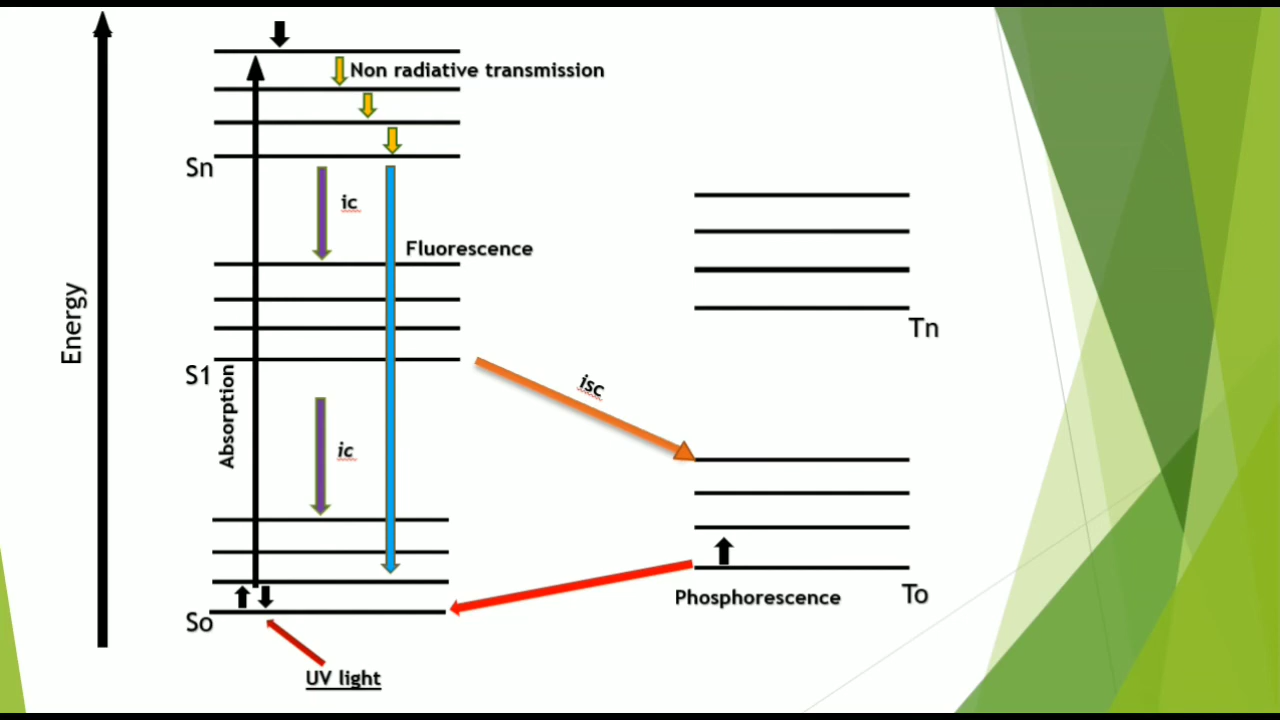 Non radiative transmission
Sn
ic
Fluorescence
Energy
Tn
S1
isc
Absorption
ic
Phosphorescence
To
So
UV light